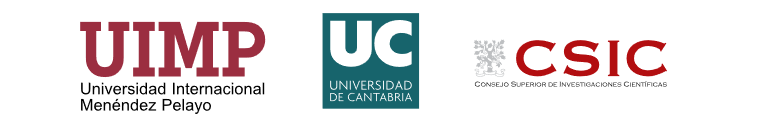 UIMP
Universidad Internacional
Menéndez Pelayo
UC
UNIVERSIDAD
DE CANTABRIA
CSIC
CONSEJO SUPERIOR DE INVESTIGACIONES CIENTÍFICAS